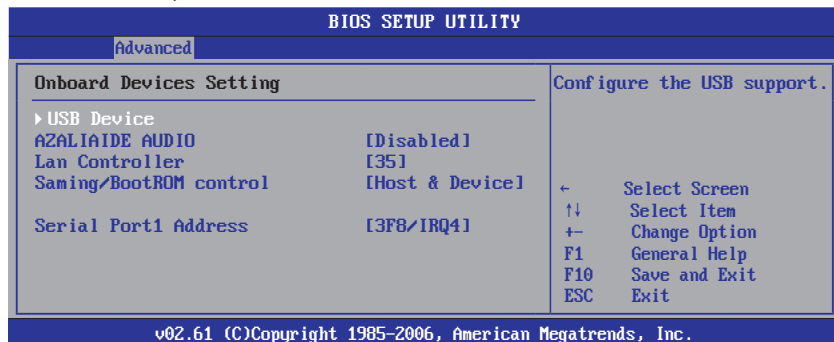 BIOS SETUP UTILITY
Advanced
Onboard Devices Setting
Configure the USB support.
▶USB Device
AZALIAIDE AUDIO [Disabled]
Lan Controller [35]
Saming/BootROM control [Host & Device]
Serial Port1 Address [3F8/IRQ4]
← Select Screen
↑↓ Select Item
+- Change Option
F1 General Help
F10 Save and Exit
ESC Exit
v02.61 (C)Copyright 1985-2006, American Megatrends, Inc.